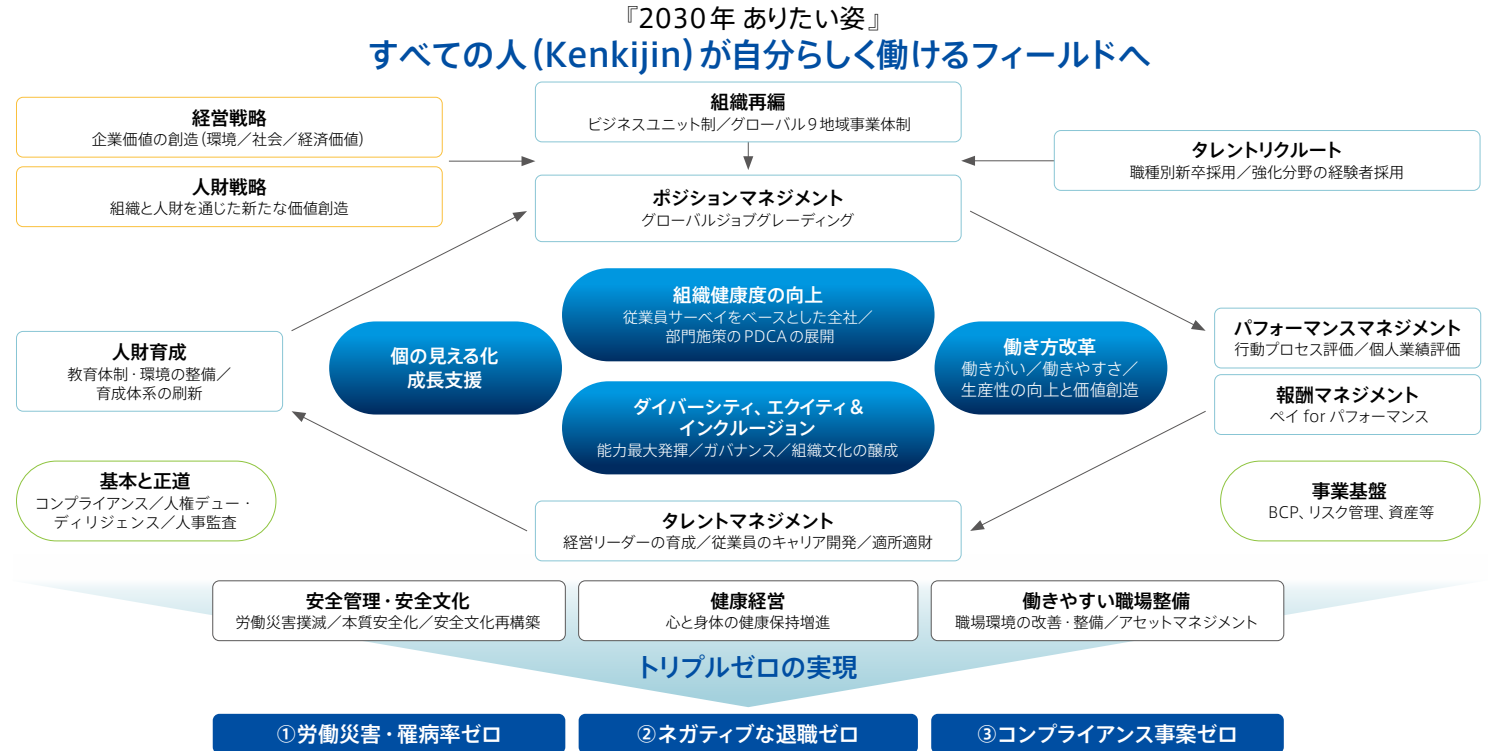 『2030年 ありたい姿』
すべての人(Kenkijin)が自分らしく働けるフィールドへ
経営戦略
企業価値の創造(環境／社会／経済価値)
人財戦略
組織と人財を通じた新たな価値創造
組織再編
ビジネスユニット制／グローバル9地域事業体制
タレントリクルート
職種別新卒採用／強化分野の経験者採用
ポジションマネジメント
グローバルジョブグレーディング
組織健康度の向上
従業員サーベイをベースとした全社／
部門施策のPDCAの展開
個の見える化
成長支援
働き方改革
働きがい／働きやすさ／
生産性の向上と価値創造
ダイバーシティ、エクイティ&
インクルージョン
能力最大発揮／ガバナンス／組織文化の醸成
人財育成
教育体制・環境の整備／
育成体系の刷新
パフォーマンスマネジメント
行動プロセス評価／個人業績評価
報酬マネジメント
ペイ for パフォーマンス
基本と正道
コンプライアンス／人権デュー・
ディリジェンス／人事監査
タレントマネジメント
経営リーダーの育成／従業員のキャリア開発／適所適財
事業基盤
BCP、リスク管理、資産等
安全管理・安全文化
労働災害撲滅／本質安全化／安全文化再構築
健康経営
心と身体の健康保持増進
働きやすい職場整備
職場環境の改善・整備／アセットマネジメント
トリプルゼロの実現
①労働災害・罹病率ゼロ
②ネガティブな退職ゼロ
③コンプライアンス事案ゼロ